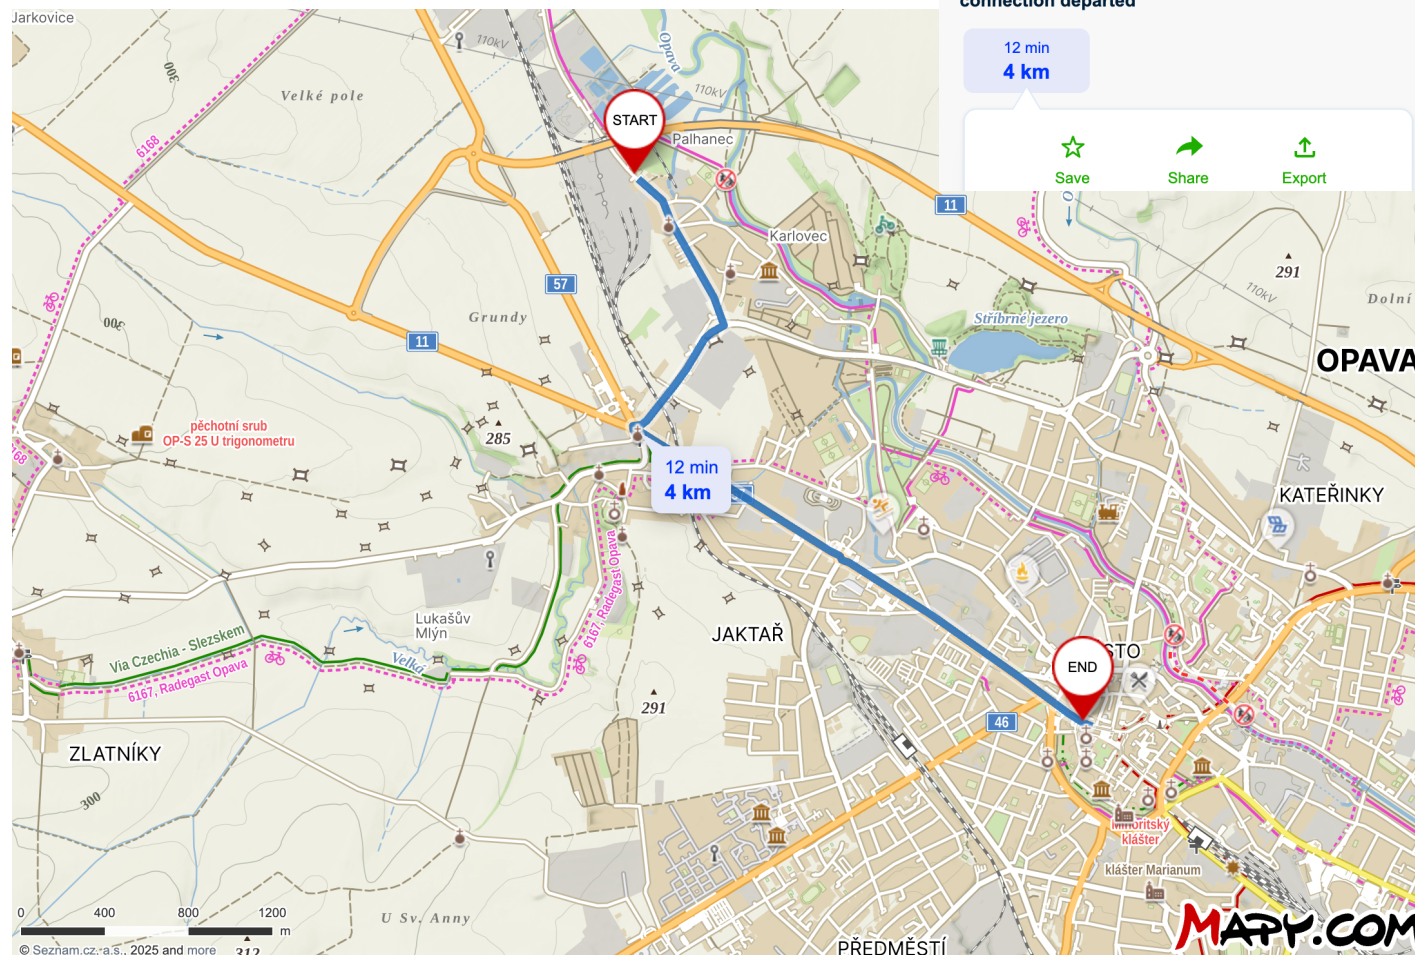 Jarkovice
connection departed
12 min
4 km
Save
Share
Export
110kV
Opava
300
Velké pole
6168
110kV
START
Palhanec
11
Karlovec
57
291
110kV
Dolní
300
Grundy
11
Stříbrné jezero
OPAVA
pěchotní srub
OP-S 25 U trigonometru
285
68
12 min
4 km
KATEŘINKY
6167, Radegast Opava
Lukašův
Mlýn
JAKTAŘ
Via Czechia - Slezskem
6167, Radegast Opava
Velká
END
STO
291
46
ZLATNÍKY
300
Minoritský
klášter
klášter Marianum
0 400 800 1200
m
U Sv. Anny
MAPY.COM
© Seznam.cz, a.s., 2025 and more
312
PŘEDMĚSTÍ